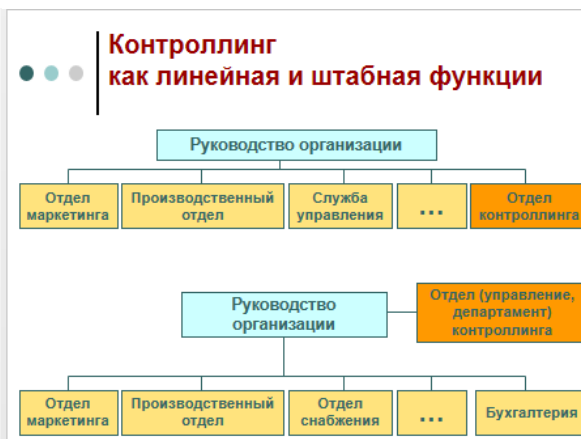 Контроллинг
как линейная и штабная функции
Руководство организации
Отдел
маркетинга
Производственный
отдел
Служба
управления
...
Отдел
контроллинга
Руководство
организации
Отдел (управление,
департамент)
контроллинга
Отдел
маркетинга
Производственный
отдел
Отдел
снабжения
...
Бухгалтерия